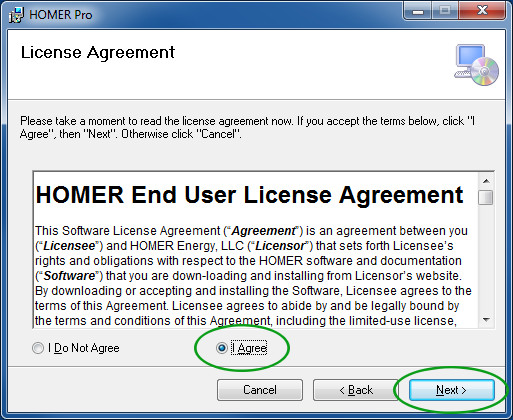 HOMER Pro
License Agreement
Please take a moment to read the license agreement now. If you accept the terms below, click "I
Agree", then "Next". Otherwise click "Cancel".
HOMER End User License Agreement
This Software License Agreement (“Agreement”) is an agreement between you
(“Licensee”) and HOMER Energy, LLC (“Licensor”) that sets forth Licensee’s
rights and obligations with respect to the HOMER software and documentation
(“Software”) that you are down-loading and installing from Licensor’s website.
By downloading or accepting and installing the Software, Licensee agrees to the
terms of this Agreement. Licensee agrees to abide by and be legally bound by
the terms and conditions of this Agreement, including the limited-use license,
I Do Not Agree
I Agree
Cancel
< Back
Next >